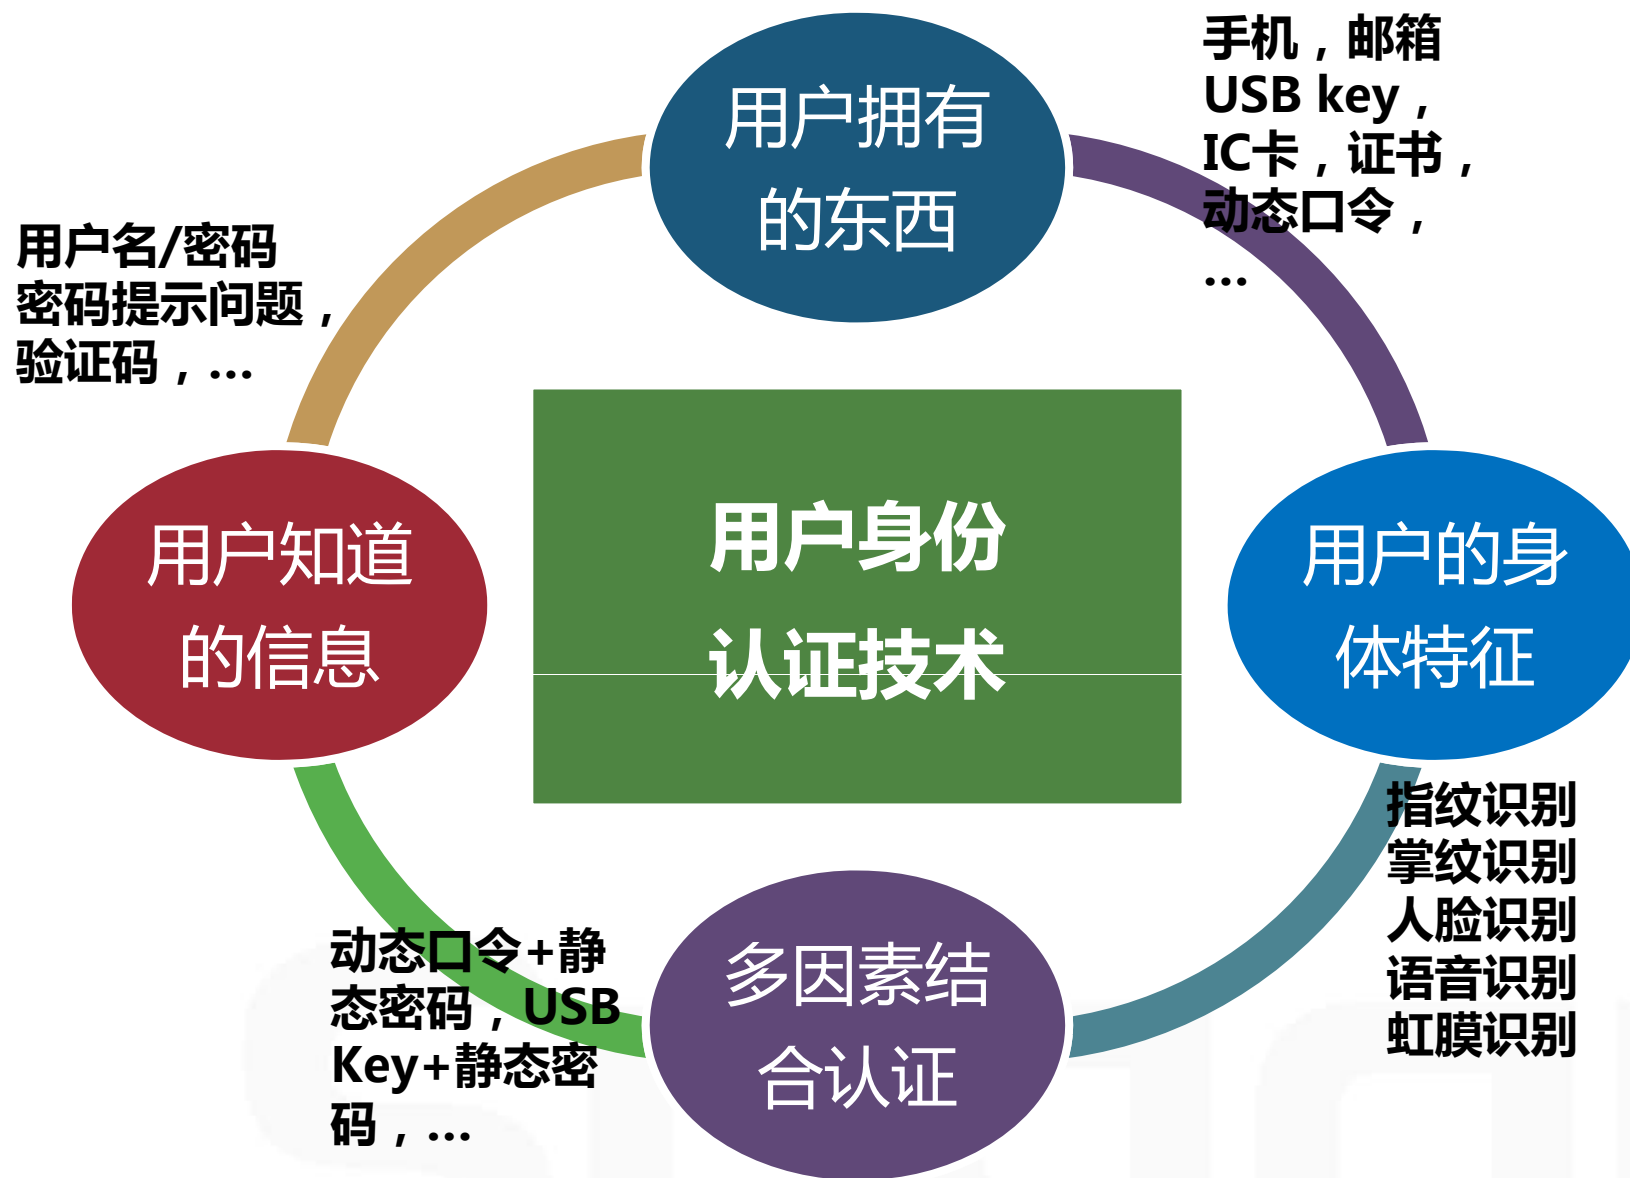 用户拥有
的东西
手机，邮箱
USB key，
IC卡，证书，
动态口令，
…
用户名/密码
密码提示问题，
验证码，…
用户知道
的信息
用户身份
认证技术
用户的身
体特征
指纹识别
掌纹识别
人脸识别
语音识别
虹膜识别
多因素结
合认证
动态口令+静
态密码，USB
Key+静态密
码，…